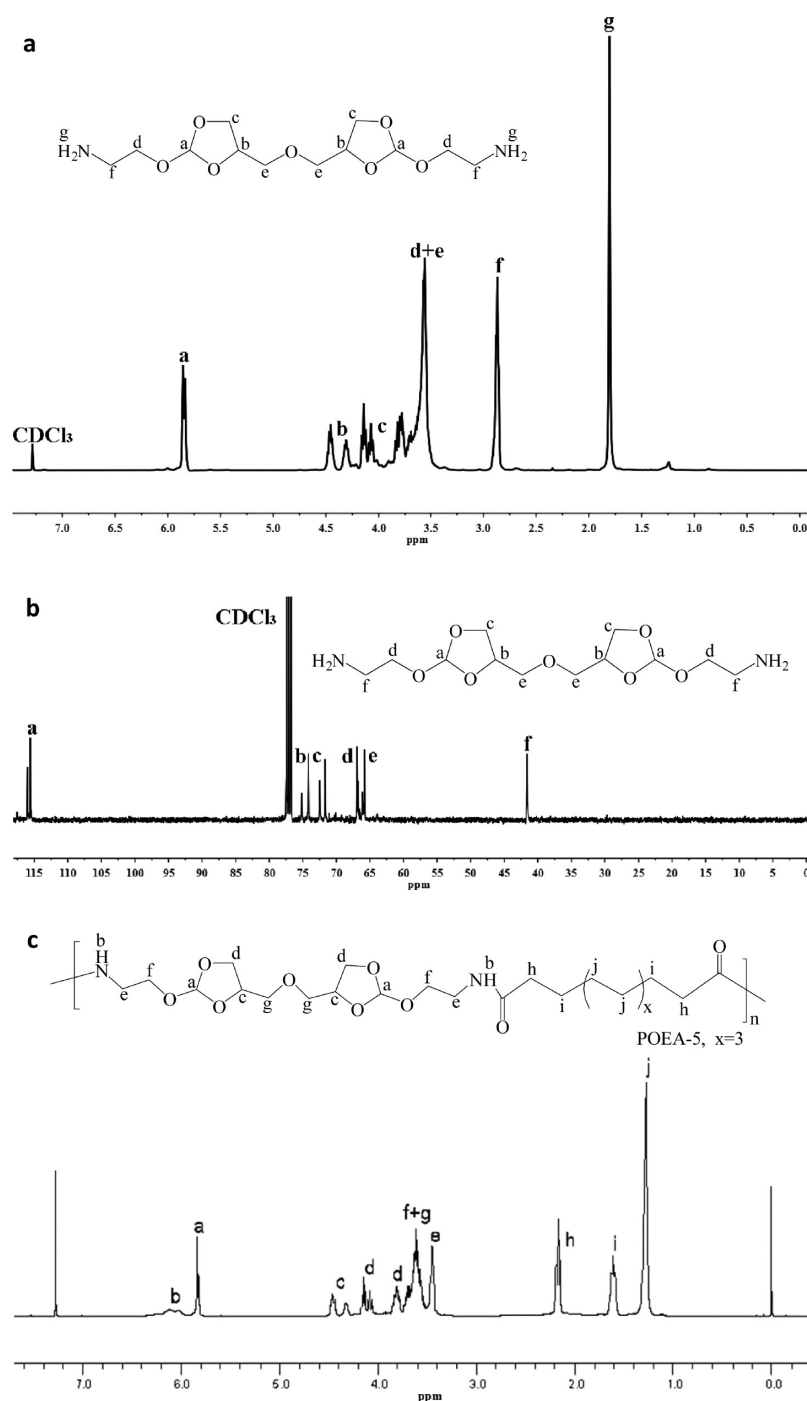 a
g
H₂N
f
d
O
a
O
O
c
b
e
O
e
c
b
O
O
a
O
d
f
g
NH₂
g
d+e
f
a
b
c
CDCl₃
7.0 6.5 6.0 5.5 5.0 4.5 4.0 3.5 3.0 2.5 2.0 1.5 1.0 0.5 0.0
ppm
b
CDCl₃
H₂N
f
d
O
a
O
O
c
b
e
O
e
c
b
O
O
a
O
d
f
NH₂
a
b c d e
f
115 110 105 100 95 90 85 80 75 70 65 60 55 50 45 40 35 30 25 20 15 10 5 0
ppm
c
b
H
N
e
f
O
a
O
O
d
c
g
O
g
d
c
O
O
a
O
f
e
b
NH
O
h
i
j
j
x
i
h
O
n
POEA-5, x=3
j
f+g
a
e
d
d
c
b
h
i
7.0 6.0 5.0 4.0 3.0 2.0 1.0 0.0
ppm